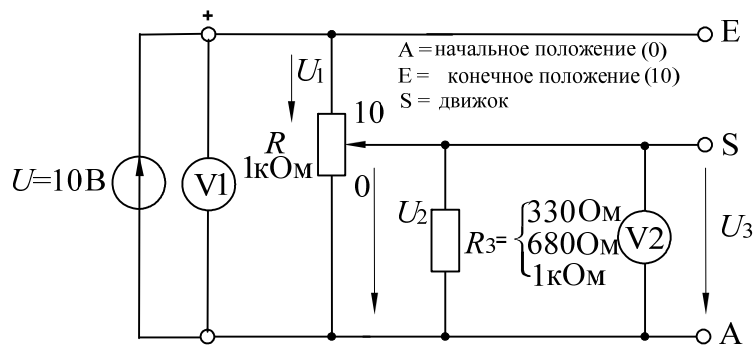 +
E
U1
A = начальное положение (0)
E = конечное положение (10)
S = движок
10
R
1кОм
S
U=10В
V1
0
U2
R3=
330Ом
680Ом
1кОм
V2
U3
A